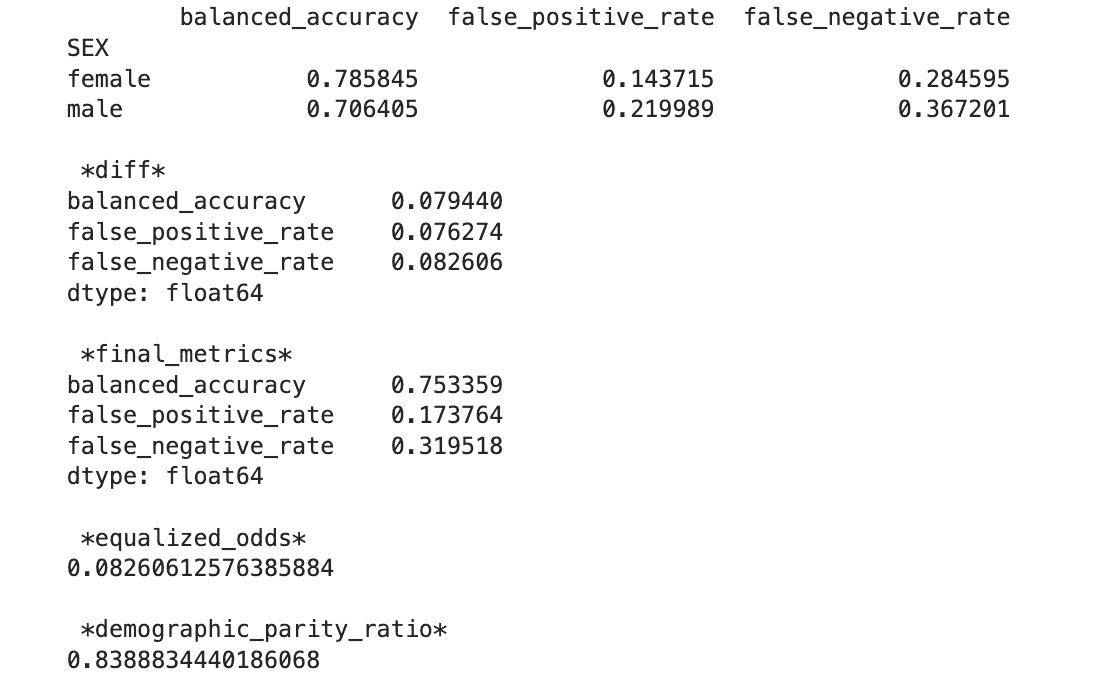 balanced_accuracy false_positive_rate false_negative_rate
SEX
female 0.785845 0.143715 0.284595
male 0.706405 0.219989 0.367201
*diff*
balanced_accuracy 0.079440
false_positive_rate 0.076274
false_negative_rate 0.082606
dtype: float64
*final_metrics*
balanced_accuracy 0.753359
false_positive_rate 0.173764
false_negative_rate 0.319518
dtype: float64
*equalized_odds*
0.08260612576385884
*demographic_parity_ratio*
0.8388834440186068